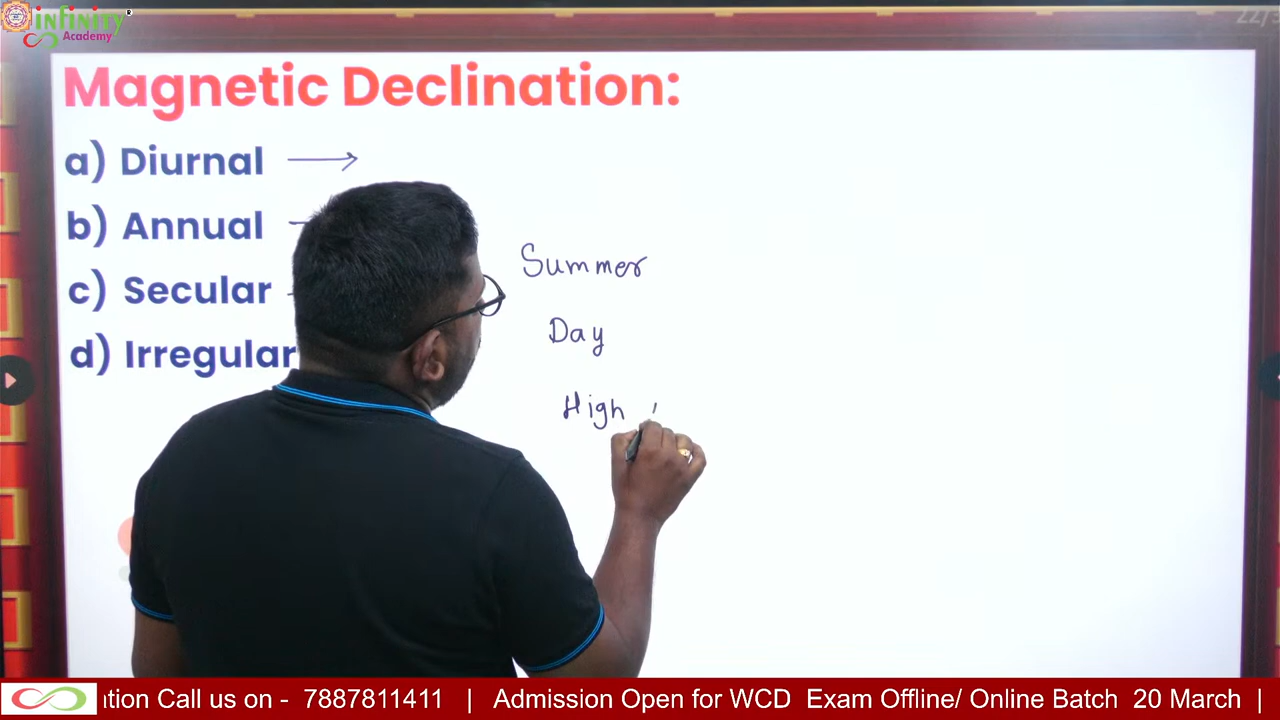 infinity®
Academy
22/
Magnetic Declination:
a) Diurnal
b) Annual
c) Secular
d) Irregular
Summer
Day
High
ation Call us on - 7887811411 | Admission Open for WCD Exam Offline/ Online Batch 20 March |